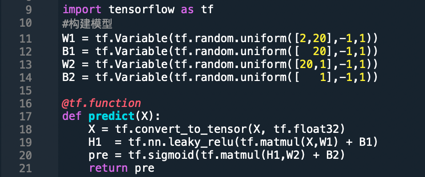 9 import tensorflow as tf
10 #构建模型
11 W1 = tf.Variable(tf.random.uniform([2,20],-1,1))
12 B1 = tf.Variable(tf.random.uniform([  20],-1,1))
13 W2 = tf.Variable(tf.random.uniform([20,1],-1,1))
14 B2 = tf.Variable(tf.random.uniform([   1],-1,1))
15
16 @tf.function
17 def predict(X):
18     X = tf.convert_to_tensor(X, tf.float32)
19     H1  = tf.nn.leaky_relu(tf.matmul(X,W1) + B1)
20     pre = tf.sigmoid(tf.matmul(H1,W2) + B2)
21     return pre